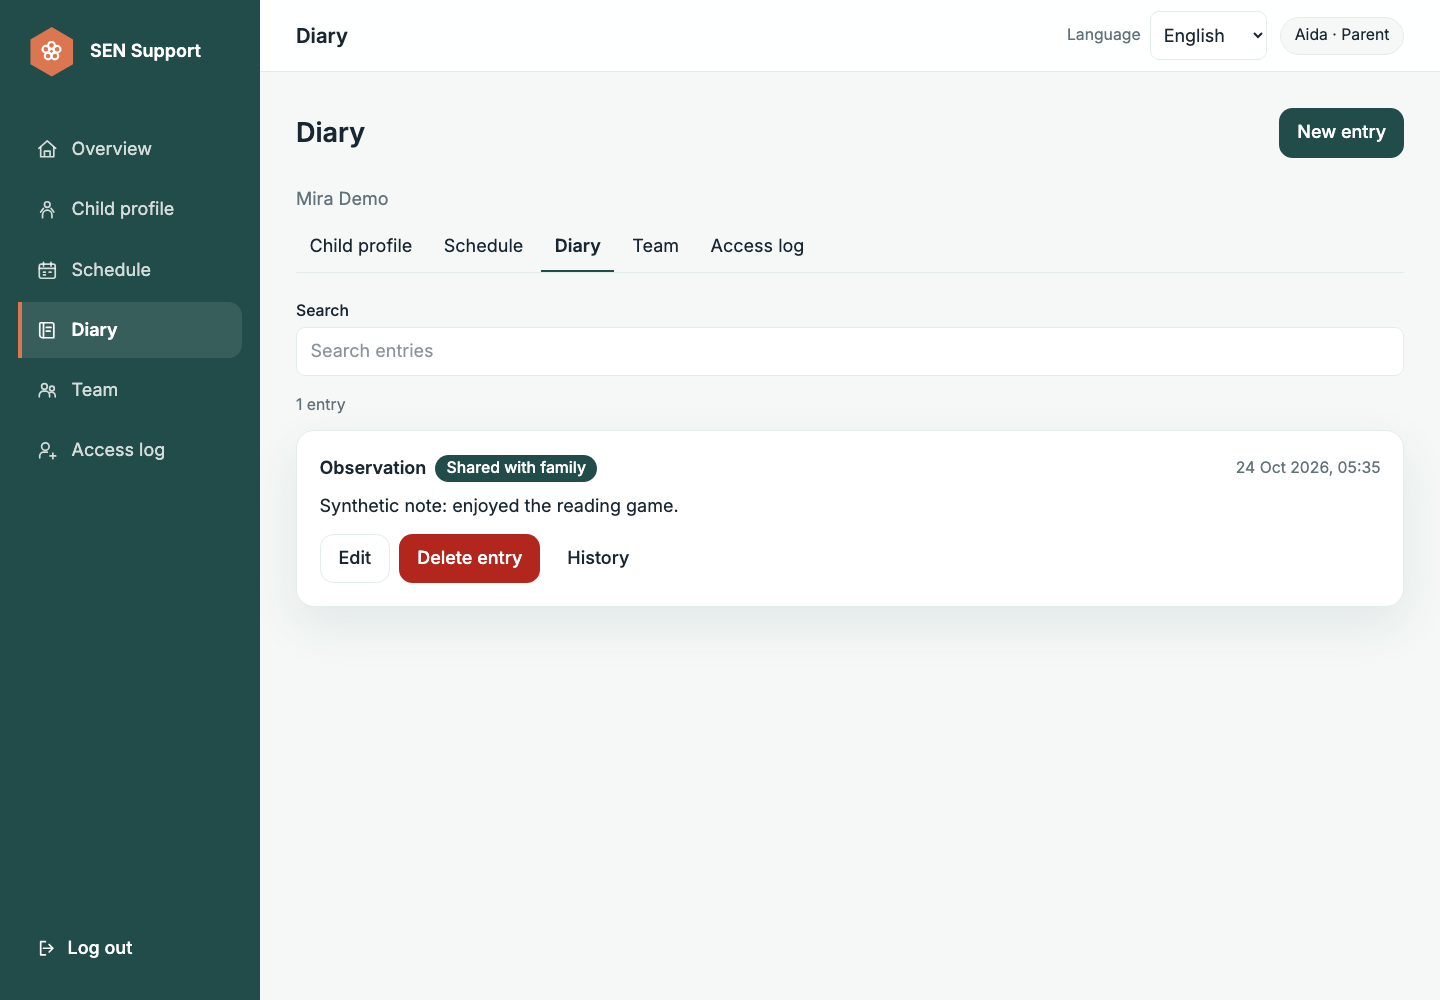 SEN Support
Overview
Child profile
Schedule
Diary
Team
Access log
Log out
Diary
Language
English
Aida · Parent
Diary
New entry
Mira Demo
Child profile
Schedule
Diary
Team
Access log
Search
Search entries
1 entry
Observation
Shared with family
24 Oct 2026, 05:35
Synthetic note: enjoyed the reading game.
Edit
Delete entry
History